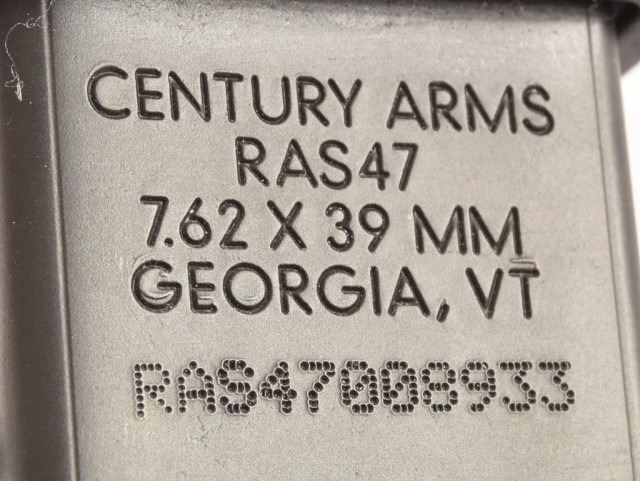 CENTURY ARMS
RAS47
7.62 X 39 MM
GEORGIA, VT
RAS47008933